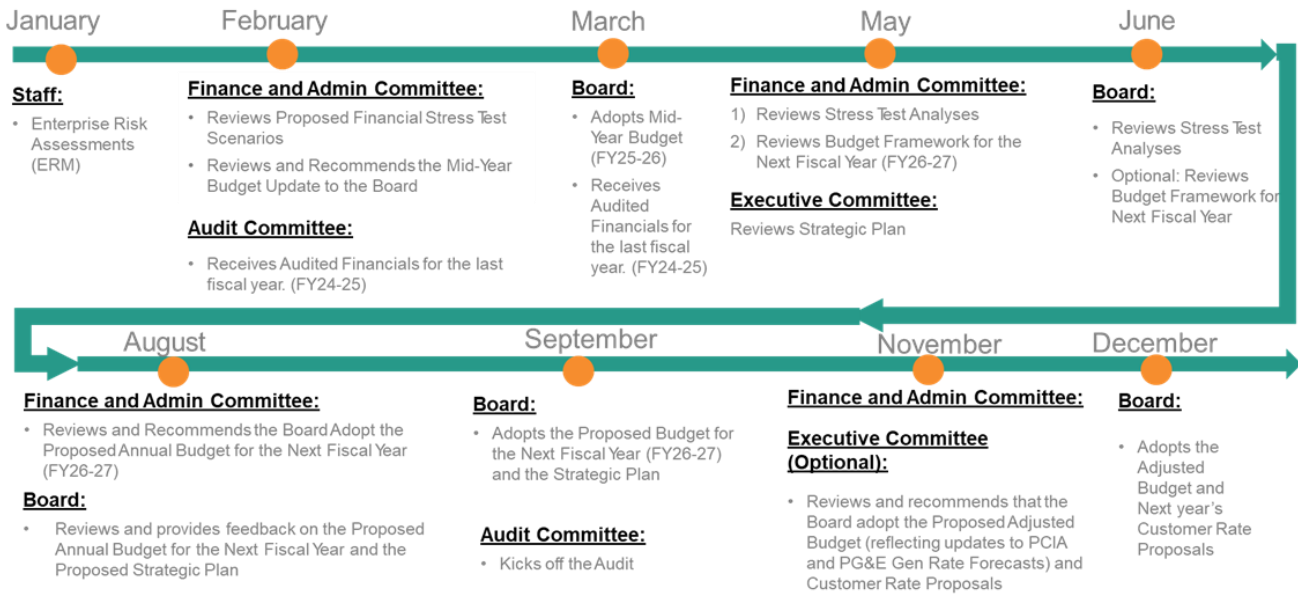 January
February
March
May
June
Staff:
• Enterprise Risk
Assessments
(ERM)
Finance and Admin Committee:
• Reviews Proposed Financial Stress Test
Scenarios
• Reviews and Recommends the Mid-Year
Budget Update to the Board
Audit Committee:
• Receives Audited Financials for the last
fiscal year. (FY24-25)
Board:
• Adopts Mid-
Year Budget
(FY25-26)
• Receives
Audited
Financials for
the last fiscal
year. (FY24-25)
Finance and Admin Committee:
1) Reviews Stress Test Analyses
2) Reviews Budget Framework for the
Next Fiscal Year (FY26-27)
Executive Committee:
Reviews Strategic Plan
Board:
• Reviews Stress Test
Analyses
• Optional: Reviews
Budget Framework for
Next Fiscal Year
August
September
November
December
Finance and Admin Committee:
• Reviews and Recommends the Board Adopt the
Proposed Annual Budget for the Next Fiscal Year
(FY26-27)
Board:
• Reviews and provides feedback on the Proposed
Annual Budget for the Next Fiscal Year and the
Proposed Strategic Plan
Board:
• Adopts the Proposed Budget for
the Next Fiscal Year (FY26-27)
and the Strategic Plan
Audit Committee:
• Kicks off the Audit
Finance and Admin Committee:
Executive Committee
(Optional):
• Reviews and recommends that the
Board adopt the Proposed Adjusted
Budget (reflecting updates to PCIA
and PG&E Gen Rate Forecasts) and
Customer Rate Proposals
Board:
• Adopts the
Adjusted
Budget and
Next year's
Customer Rate
Proposals